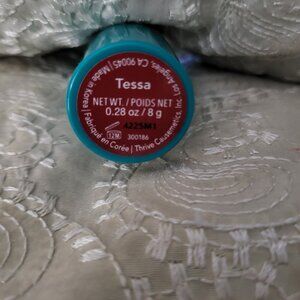 Tessa
NET WT. / POIDS NET
0.28 oz / 8 g
4225M1
12M
300186
Los Angeles, CA 90045 | Made in Korea | Fabriqué en Corée | Thrive Causemetics, Inc.